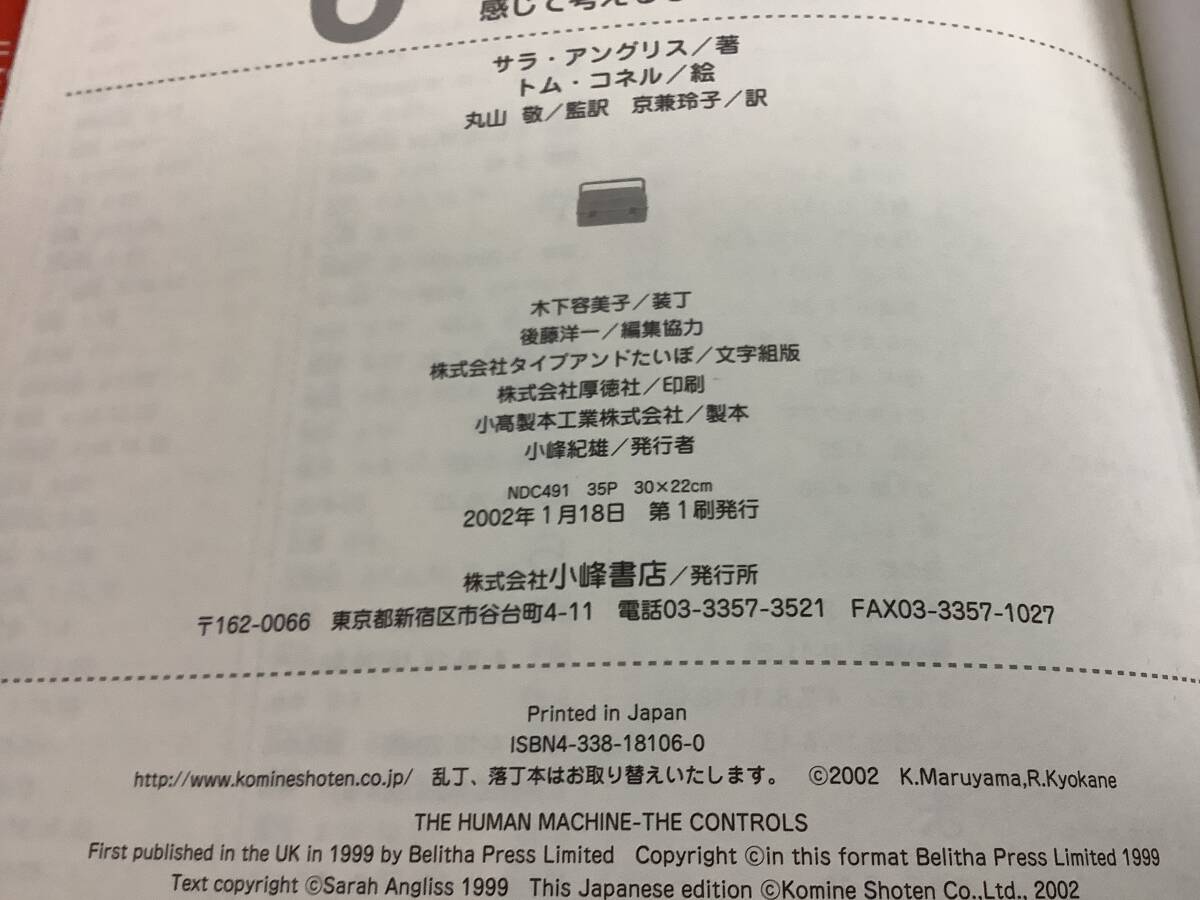 6
感じて考える
サラ・アングリス／著
トム・コネル／絵
丸山 敬／監訳 京兼玲子／訳
木下容美子／装丁
後藤洋一／編集協力
株式会社タイプアンドたいぽ／文字組版
株式会社厚徳社／印刷
小髙製本工業株式会社／製本
小峰紀雄／発行者
NDC491 35P 30×22cm
2002年1月18日 第1刷発行
株式会社小峰書店／発行所
〒162-0066 東京都新宿区市谷台町4-11 電話03-3357-3521 FAX03-3357-1027
Printed in Japan
ISBN4-338-18106-0
http://www.komineshoten.co.jp/ 乱丁、落丁本はお取り替えいたします。 ©2002 K.Maruyama,R.Kyokane
THE HUMAN MACHINE-THE CONTROLS
First published in the UK in 1999 by Belitha Press Limited Copyright ©in this format Belitha Press Limited 1999
Text copyright ©Sarah Angliss 1999 This Japanese edition ©Komine Shoten Co.,Ltd., 2002